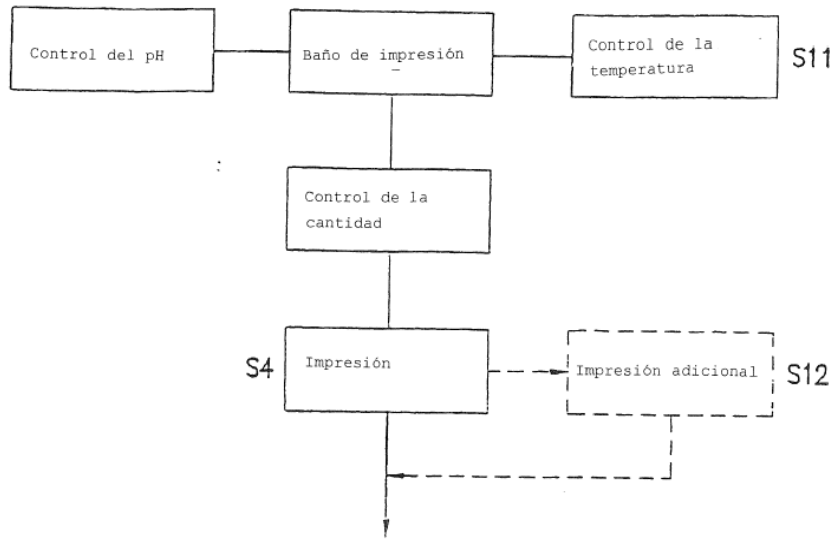 Control del pH
Baño de impresión
Control de la
temperatura
S11
Control de la
cantidad
S4
Impresión
Impresión adicional
S12